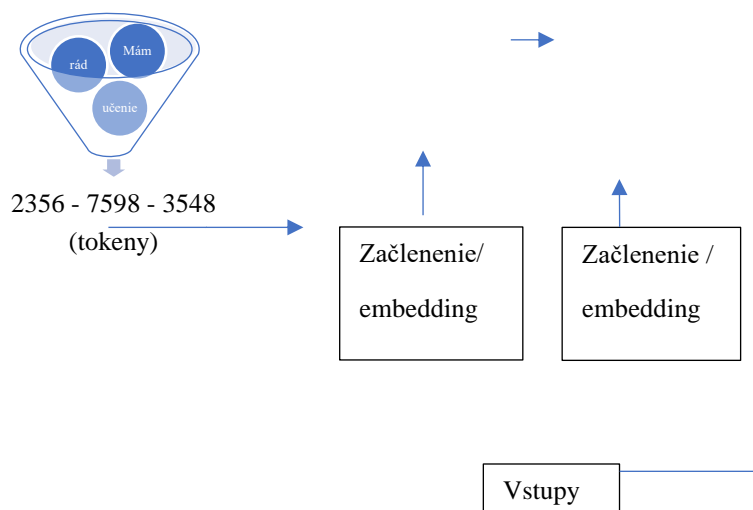 Mám
rád
učenie
2356 - 7598 - 3548
(tokeny)
Začlenenie/
embedding
Začlenenie /
embedding
Vstupy